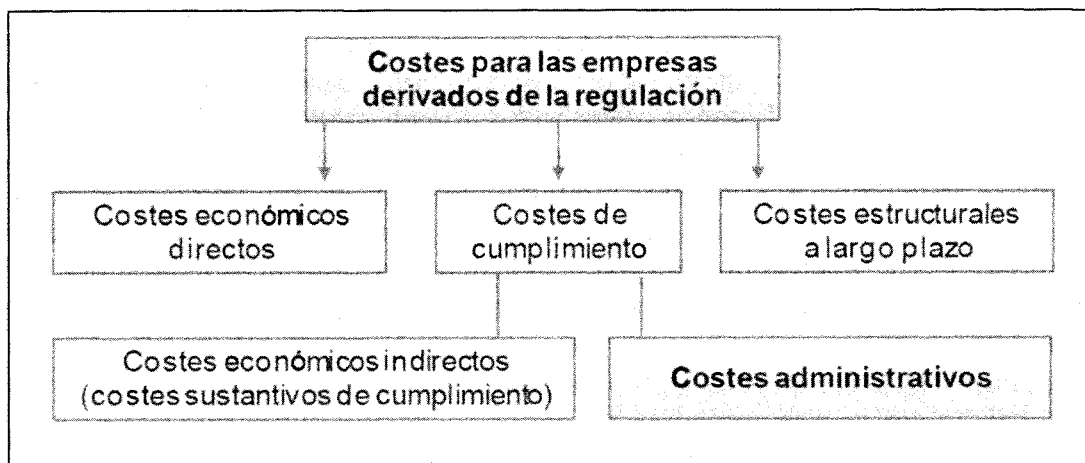 Costes para las empresas
derivados de la regulación
Costes económicos
directos
Costes de
cumplimiento
Costes estructurales
a largo plazo
Costes económicos indirectos
(costes sustantivos de cumplimiento)
Costes administrativos